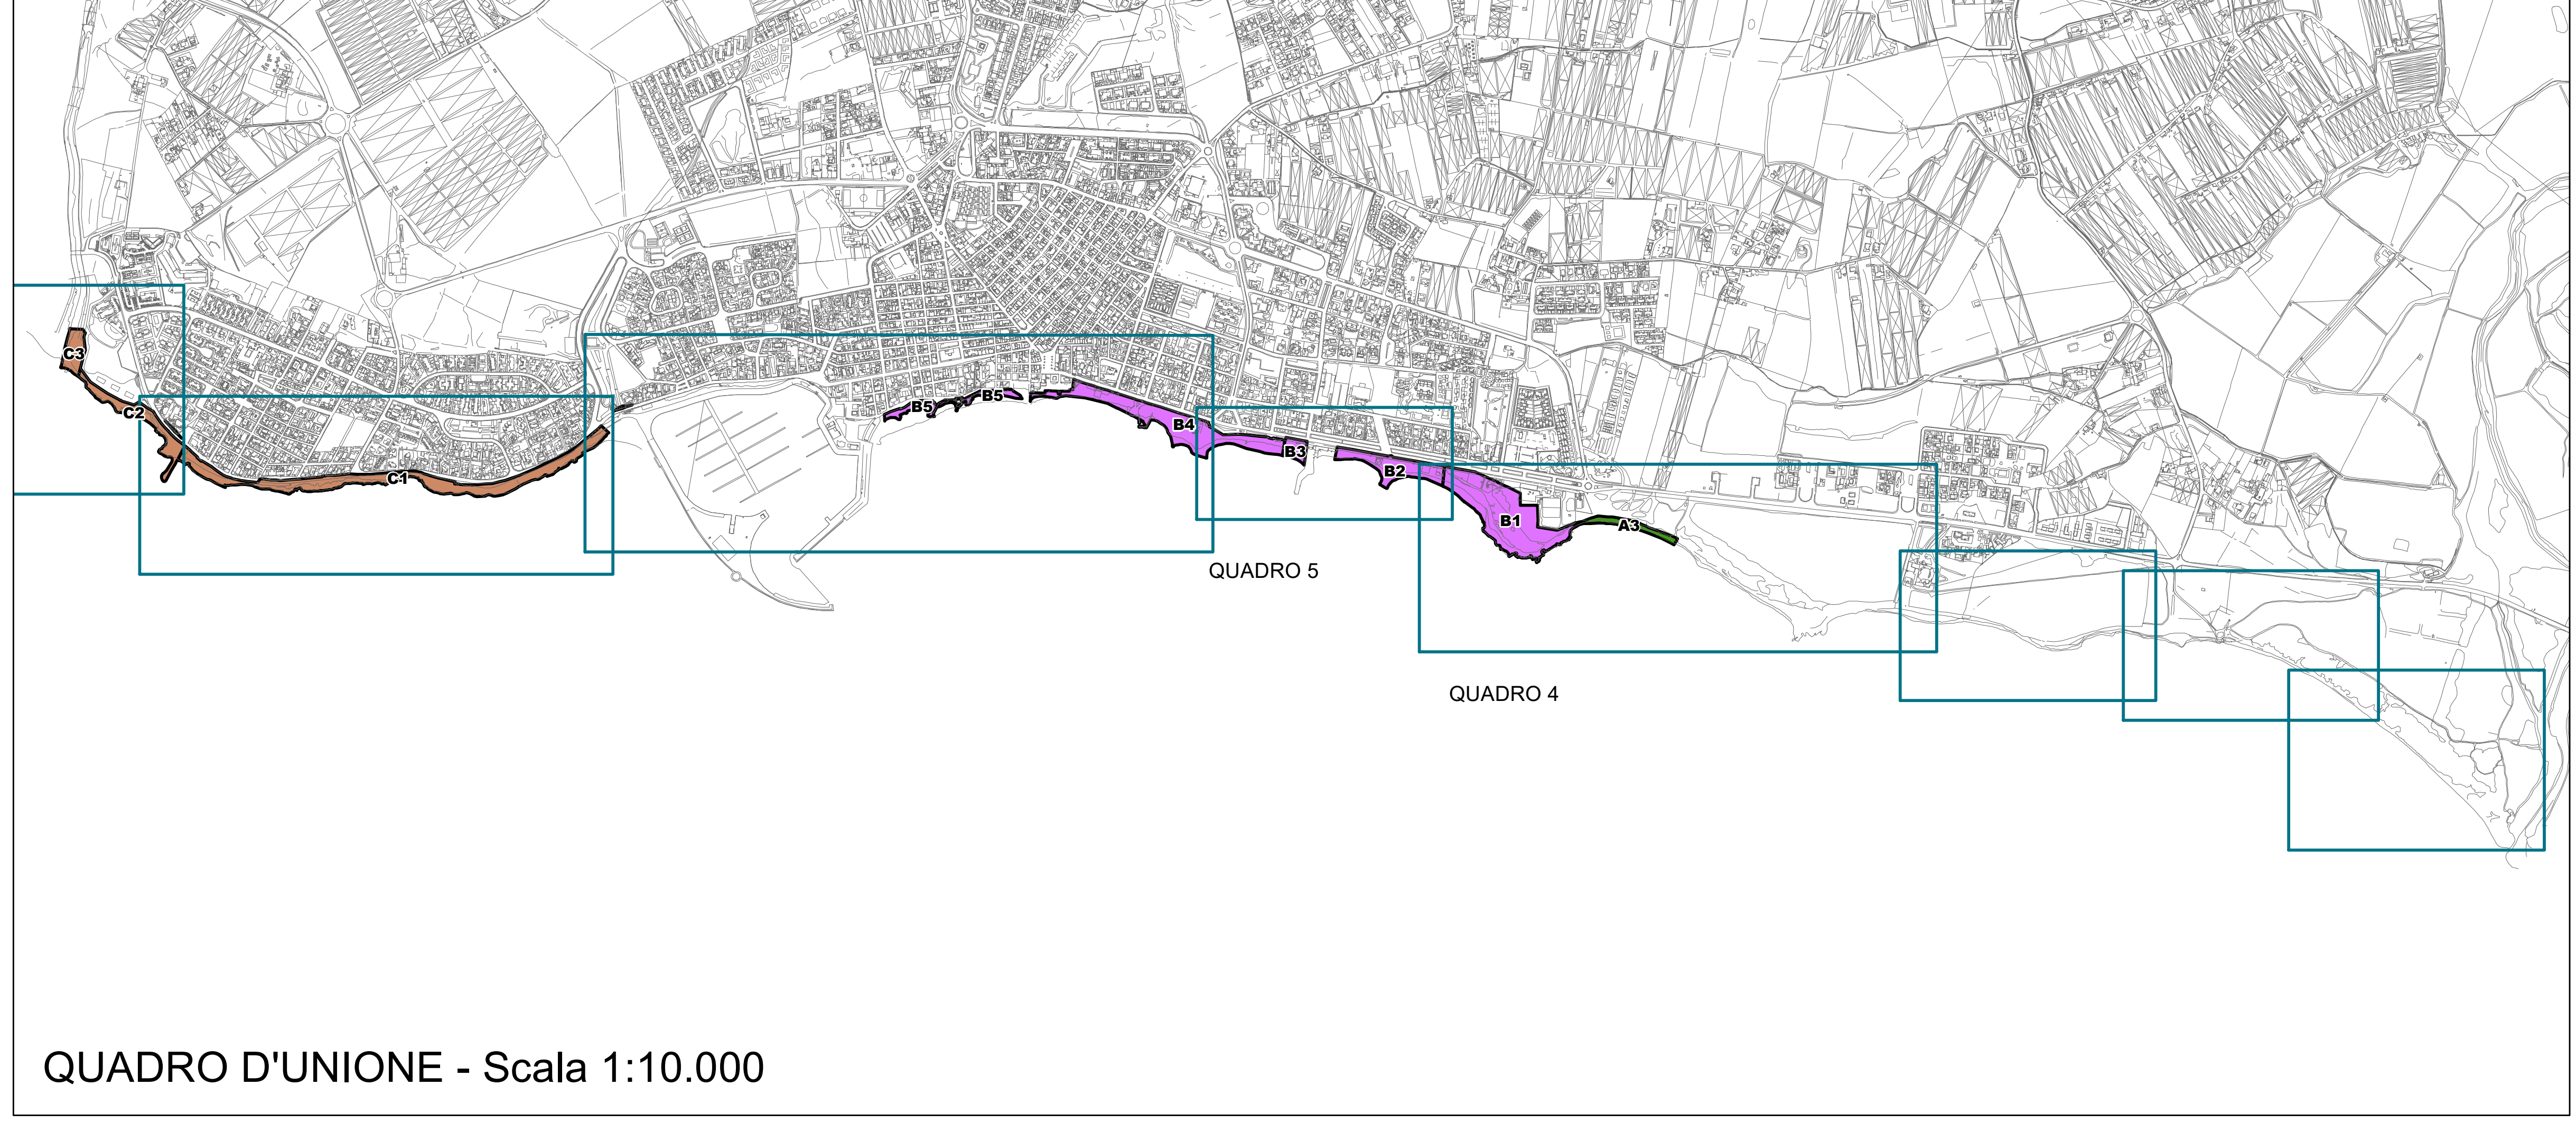 C3
C2
C1
B5
B5
B4
B3
B2
B1
A3
QUADRO 5
QUADRO 4
QUADRO D'UNIONE - Scala 1:10.000